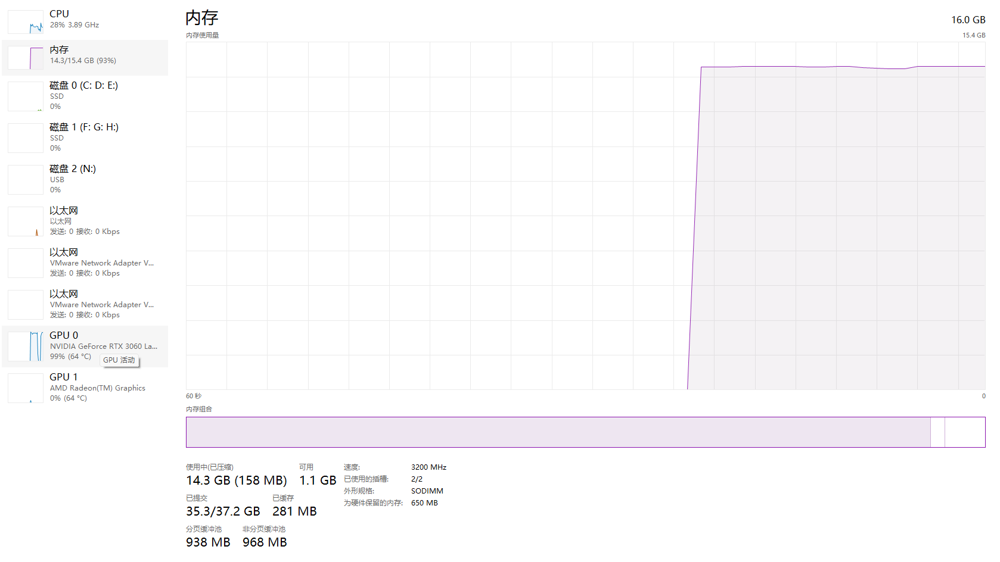 CPU
28% 3.89 GHz
内存
14.3/15.4 GB (93%)
磁盘 0 (C: D: E:)
SSD
0%
磁盘 1 (F: G: H:)
SSD
0%
磁盘 2 (N:)
USB
0%
以太网
以太网
发送: 0 接收: 0 Kbps
以太网
VMware Network Adapter V...
发送: 0 接收: 0 Kbps
以太网
VMware Network Adapter V...
发送: 0 接收: 0 Kbps
GPU 0
NVIDIA GeForce RTX 3060 La...
99% (64 °C)
GPU 活动
GPU 1
AMD Radeon(TM) Graphics
0% (64 °C)
内存
16.0 GB
内存使用量
15.4 GB
60 秒
0
内存组合
使用中(已压缩)
14.3 GB (158 MB)
可用
1.1 GB
已提交
35.3/37.2 GB
已缓存
281 MB
分页缓冲池
938 MB
非分页缓冲池
968 MB
速度: 3200 MHz
已使用的插槽: 2/2
外形规格: SODIMM
为硬件保留的内存: 650 MB